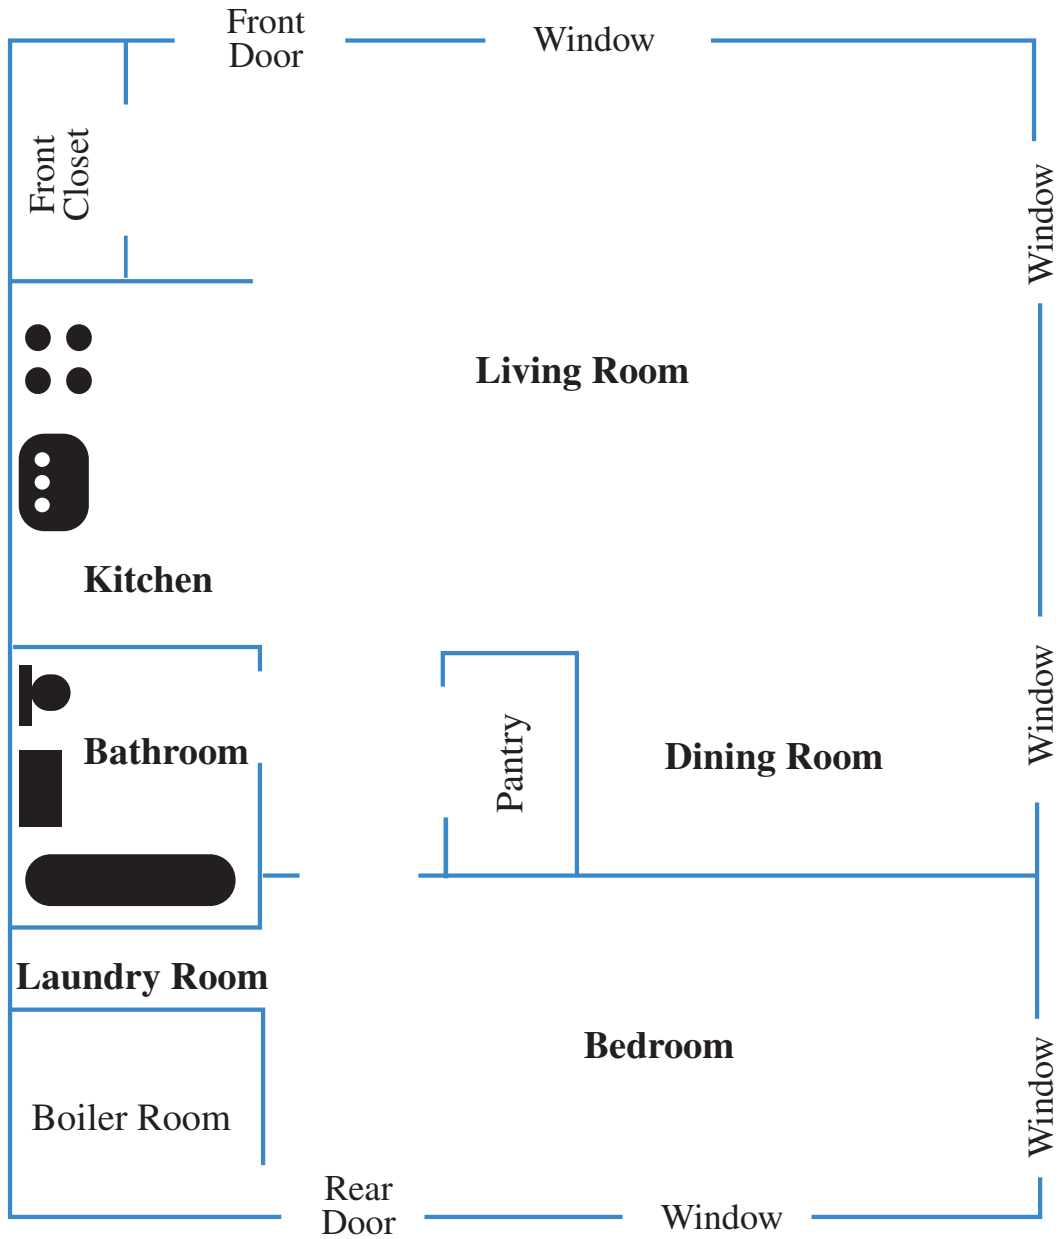 Front
Door
Window
Front
Closet
Window
Living Room
Kitchen
Window
Bathroom
Pantry
Dining Room
Laundry Room
Bedroom
Window
Boiler Room
Rear
Door
Window